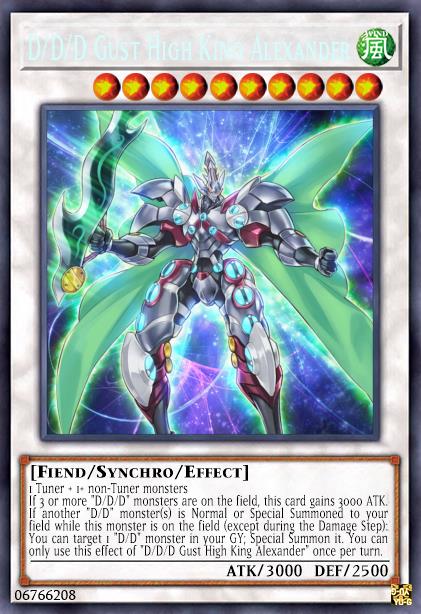 D/D/D Gust High King Alexander
WIND
風
[Fiend/Synchro/Effect]
1 Tuner + 1+ non-Tuner monsters
If 3 or more "D/D/D" monsters are on the field, this card gains 3000 ATK.
If another "D/D" monster(s) is Normal or Special Summoned to your
field while this monster is on the field (except during the Damage Step):
You can target 1 "D/D" monster in your GY; Special Summon it. You can
only use this effect of "D/D/D Gust High King Alexander" once per turn.
ATK/3000 DEF/2500
06766208